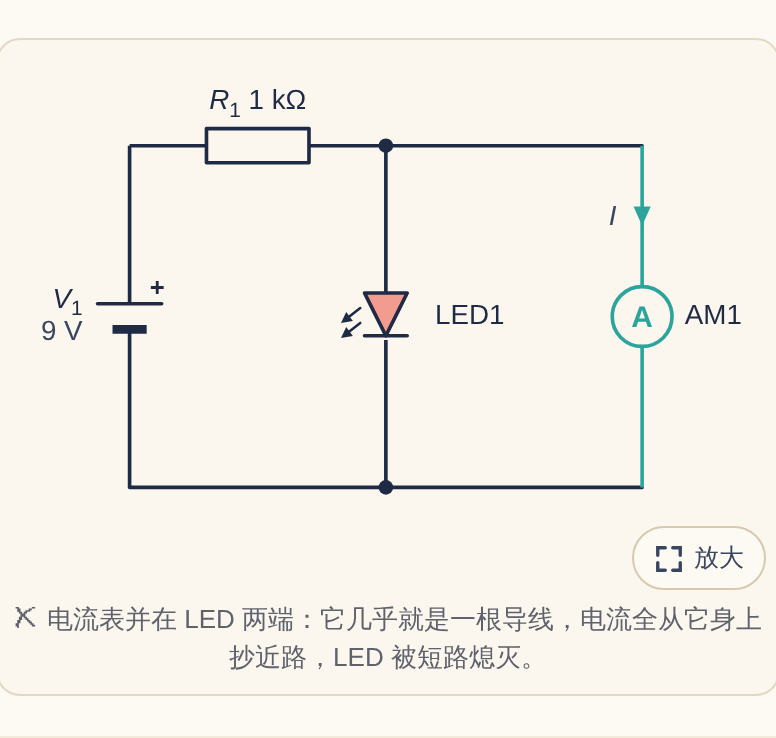 R₁ 1 kΩ
I
+
V₁
9 V
LED1
A
AM1
放大
✕ 电流表并在 LED 两端：它几乎就是一根导线，电流全从它身上
抄近路，LED 被短路熄灭。